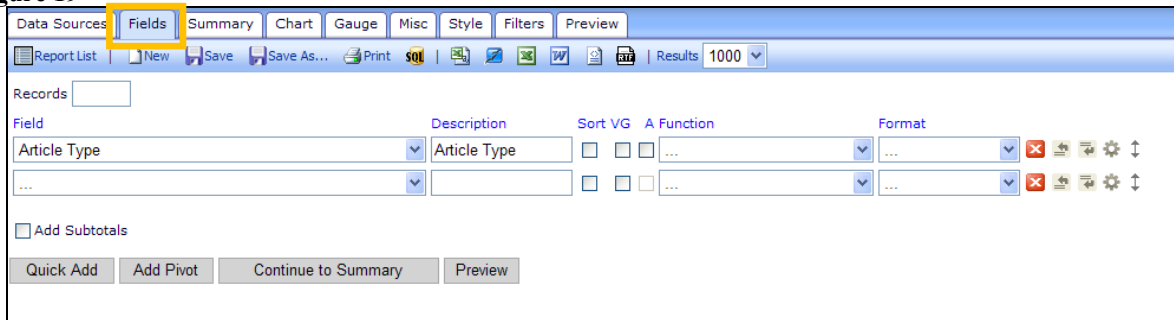 Data Sources Fields Summary Chart Gauge Misc Style Filters Preview
Report List | New Save Save As... Print SQL | | Results 1000
Records
Field Description Sort VG A Function Format
Article Type Article Type ... ...
... ... ...
Add Subtotals
Quick Add Add Pivot Continue to Summary Preview